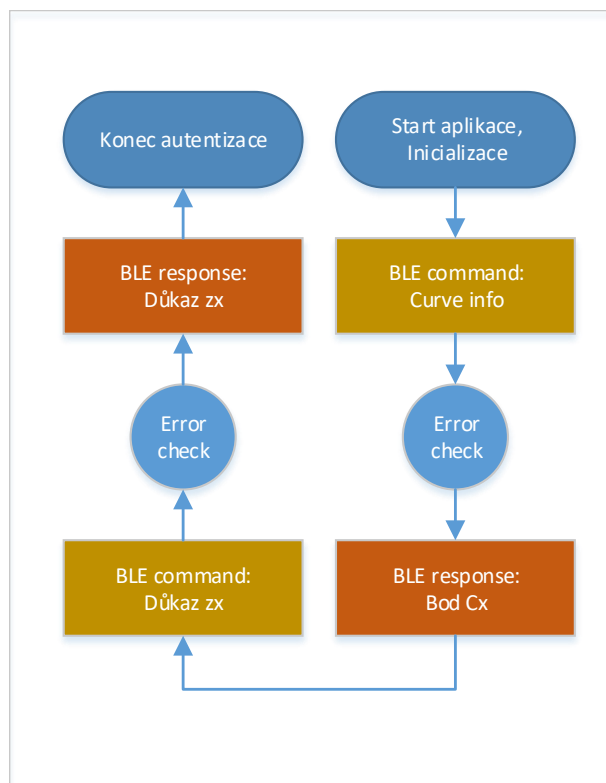 Konec autentizace
Start aplikace,
Inicializace
BLE response:
Důkaz zx
BLE command:
Curve info
Error
check
Error
check
BLE command:
Důkaz zx
BLE response:
Bod Cx